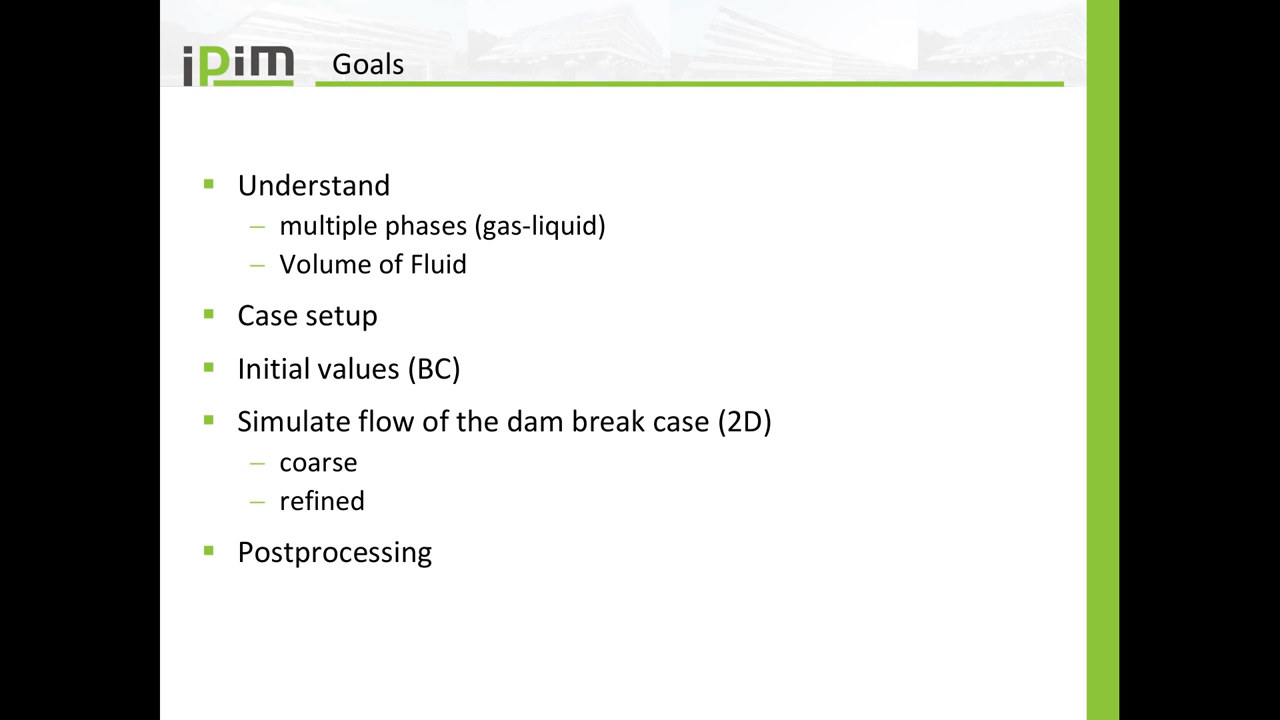 ipim
Goals
Understand
– multiple phases (gas-liquid)
– Volume of Fluid
Case setup
Initial values (BC)
Simulate flow of the dam break case (2D)
– coarse
– refined
Postprocessing